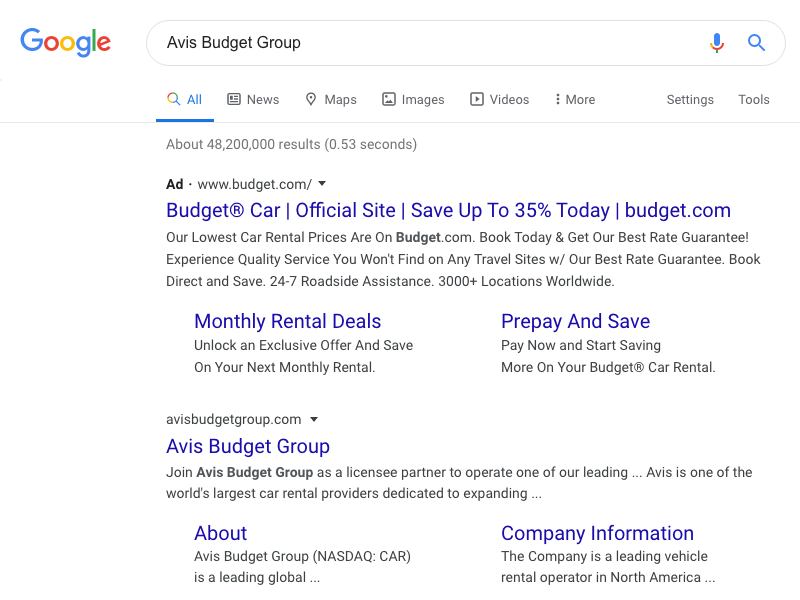 Google
Avis Budget Group
All News Maps Images Videos More Settings Tools
About 48,200,000 results (0.53 seconds)
Ad · www.budget.com/
Budget® Car | Official Site | Save Up To 35% Today | budget.com
Our Lowest Car Rental Prices Are On Budget.com. Book Today & Get Our Best Rate Guarantee!
Experience Quality Service You Won't Find on Any Travel Sites w/ Our Best Rate Guarantee. Book
Direct and Save. 24-7 Roadside Assistance. 3000+ Locations Worldwide.
Monthly Rental Deals
Unlock an Exclusive Offer And Save
On Your Next Monthly Rental.
Prepay And Save
Pay Now and Start Saving
More On Your Budget® Car Rental.
avisbudgetgroup.com
Avis Budget Group
Join Avis Budget Group as a licensee partner to operate one of our leading ... Avis is one of the
world's largest car rental providers dedicated to expanding ...
About
Avis Budget Group (NASDAQ: CAR)
is a leading global ...
Company Information
The Company is a leading vehicle
rental operator in North America ...